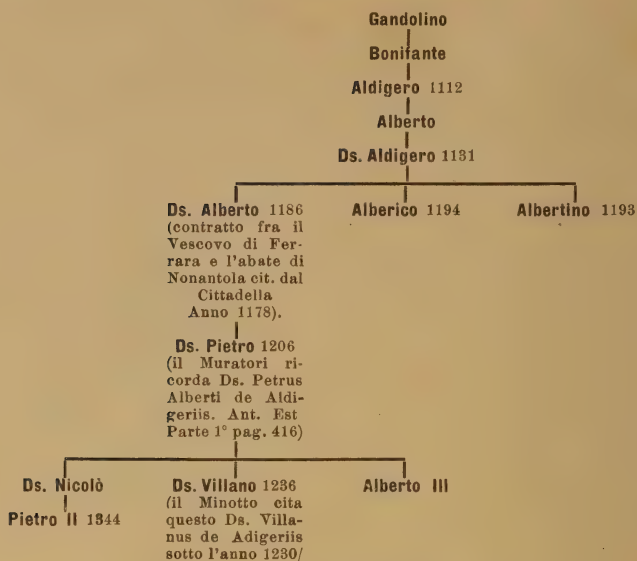 Gandolino
Bonifante
Aldigero 1112
Alberto
Ds. Aldigero 1131
Ds. Alberto 1186
(contratto fra il
Vescovo di Fer-
rara e l'abate di
Nonantola cit. dal
Cittadella
Anno 1178).
Alberico 1194
Albertino 1193
Ds. Pietro 1206
(il Muratori ri-
corda Ds. Petrus
Alberti de Aldi-
geriis. Ant. Est
Parte 1° pag. 416)
Ds. Nicolò
Pietro II 1344
Ds. Villano 1236
(il Minotto cita
questo Ds. Villa-
nus de Adigeriis
sotto l'anno 1230/
Alberto III